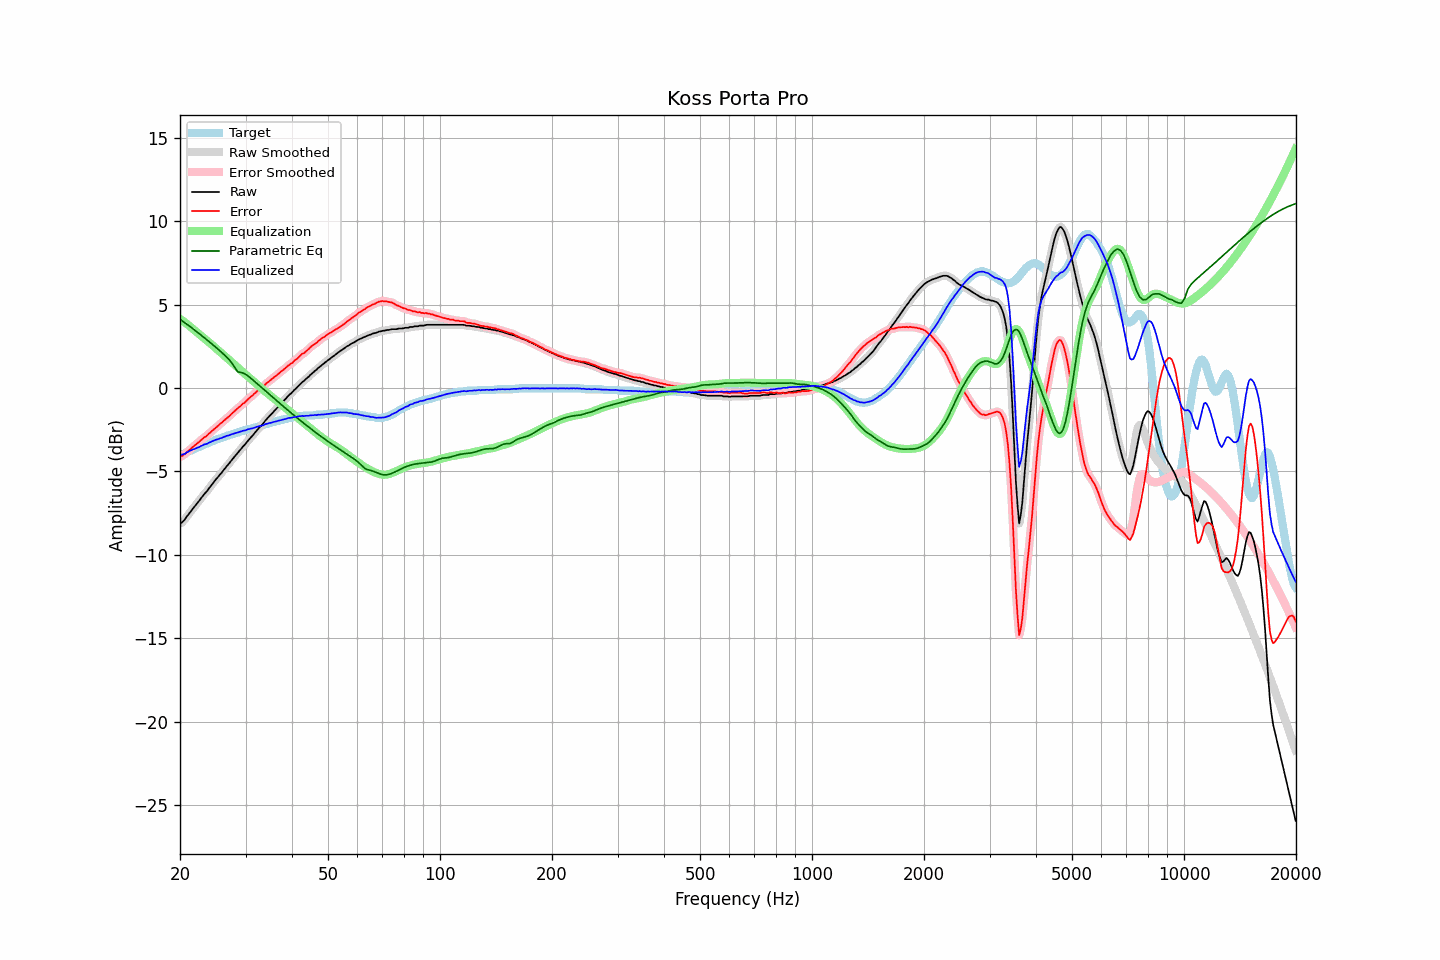 Koss Porta Pro
Target
Raw Smoothed
Error Smoothed
Raw
Error
Equalization
Parametric Eq
Equalized
15
10
5
0
−5
−10
−15
−20
−25
Amplitude (dBr)
20 50 100 200 500 1000 2000 5000 10000 20000
Frequency (Hz)